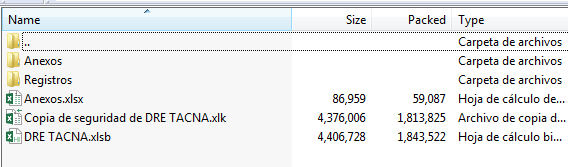 Name Size Packed Type
.. Carpeta de archivos
Anexos Carpeta de archivos
Registros Carpeta de archivos
Anexos.xlsx 86,959 59,087 Hoja de cálculo de...
Copia de seguridad de DRE TACNA.xlk 4,376,006 1,813,825 Archivo de copia d...
DRE TACNA.xlsb 4,406,728 1,843,522 Hoja de cálculo bi...